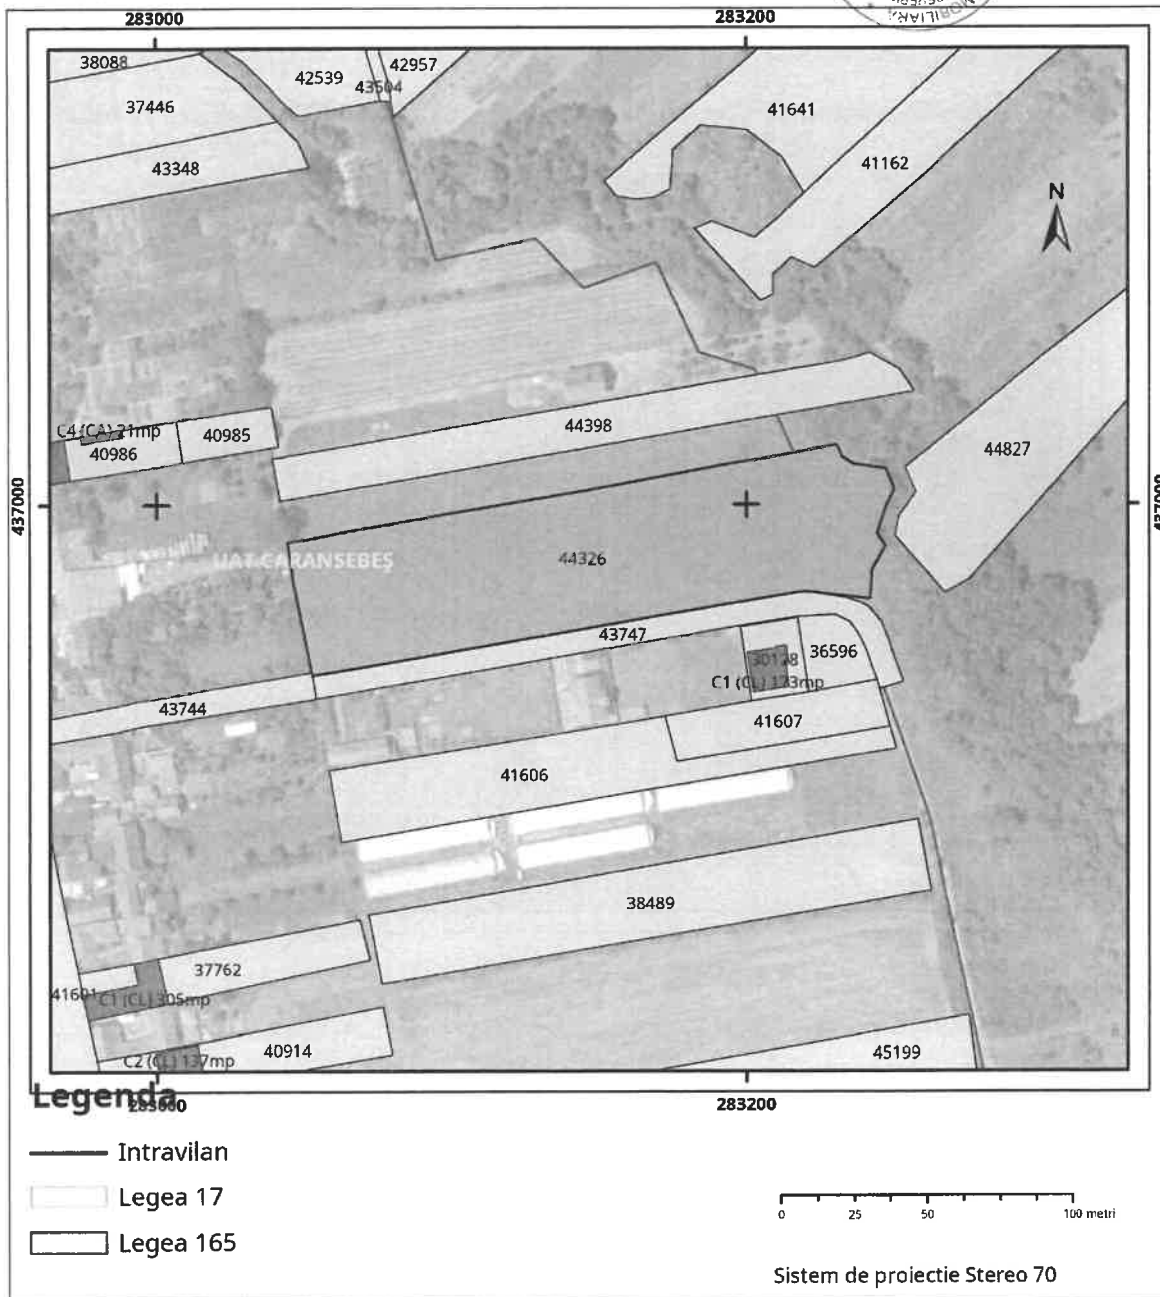 283000
283200
38088
42539
42957
43504
37446
41641
43348
41162
N
C4 (CA) 21mp
40985
44398
40986
44827
437000
437000
UAT CARANSEBEȘ
44326
43747
30128
36596
C1 (CL) 173mp
43744
41607
41606
38489
37762
41601
C1 (CL) 305mp
C2 (CL) 137mp
40914
45199
Legenda
283000
283200
Intravilan
Legea 17
Legea 165
0 25 50 100 metri
Sistem de proiectie Stereo 70